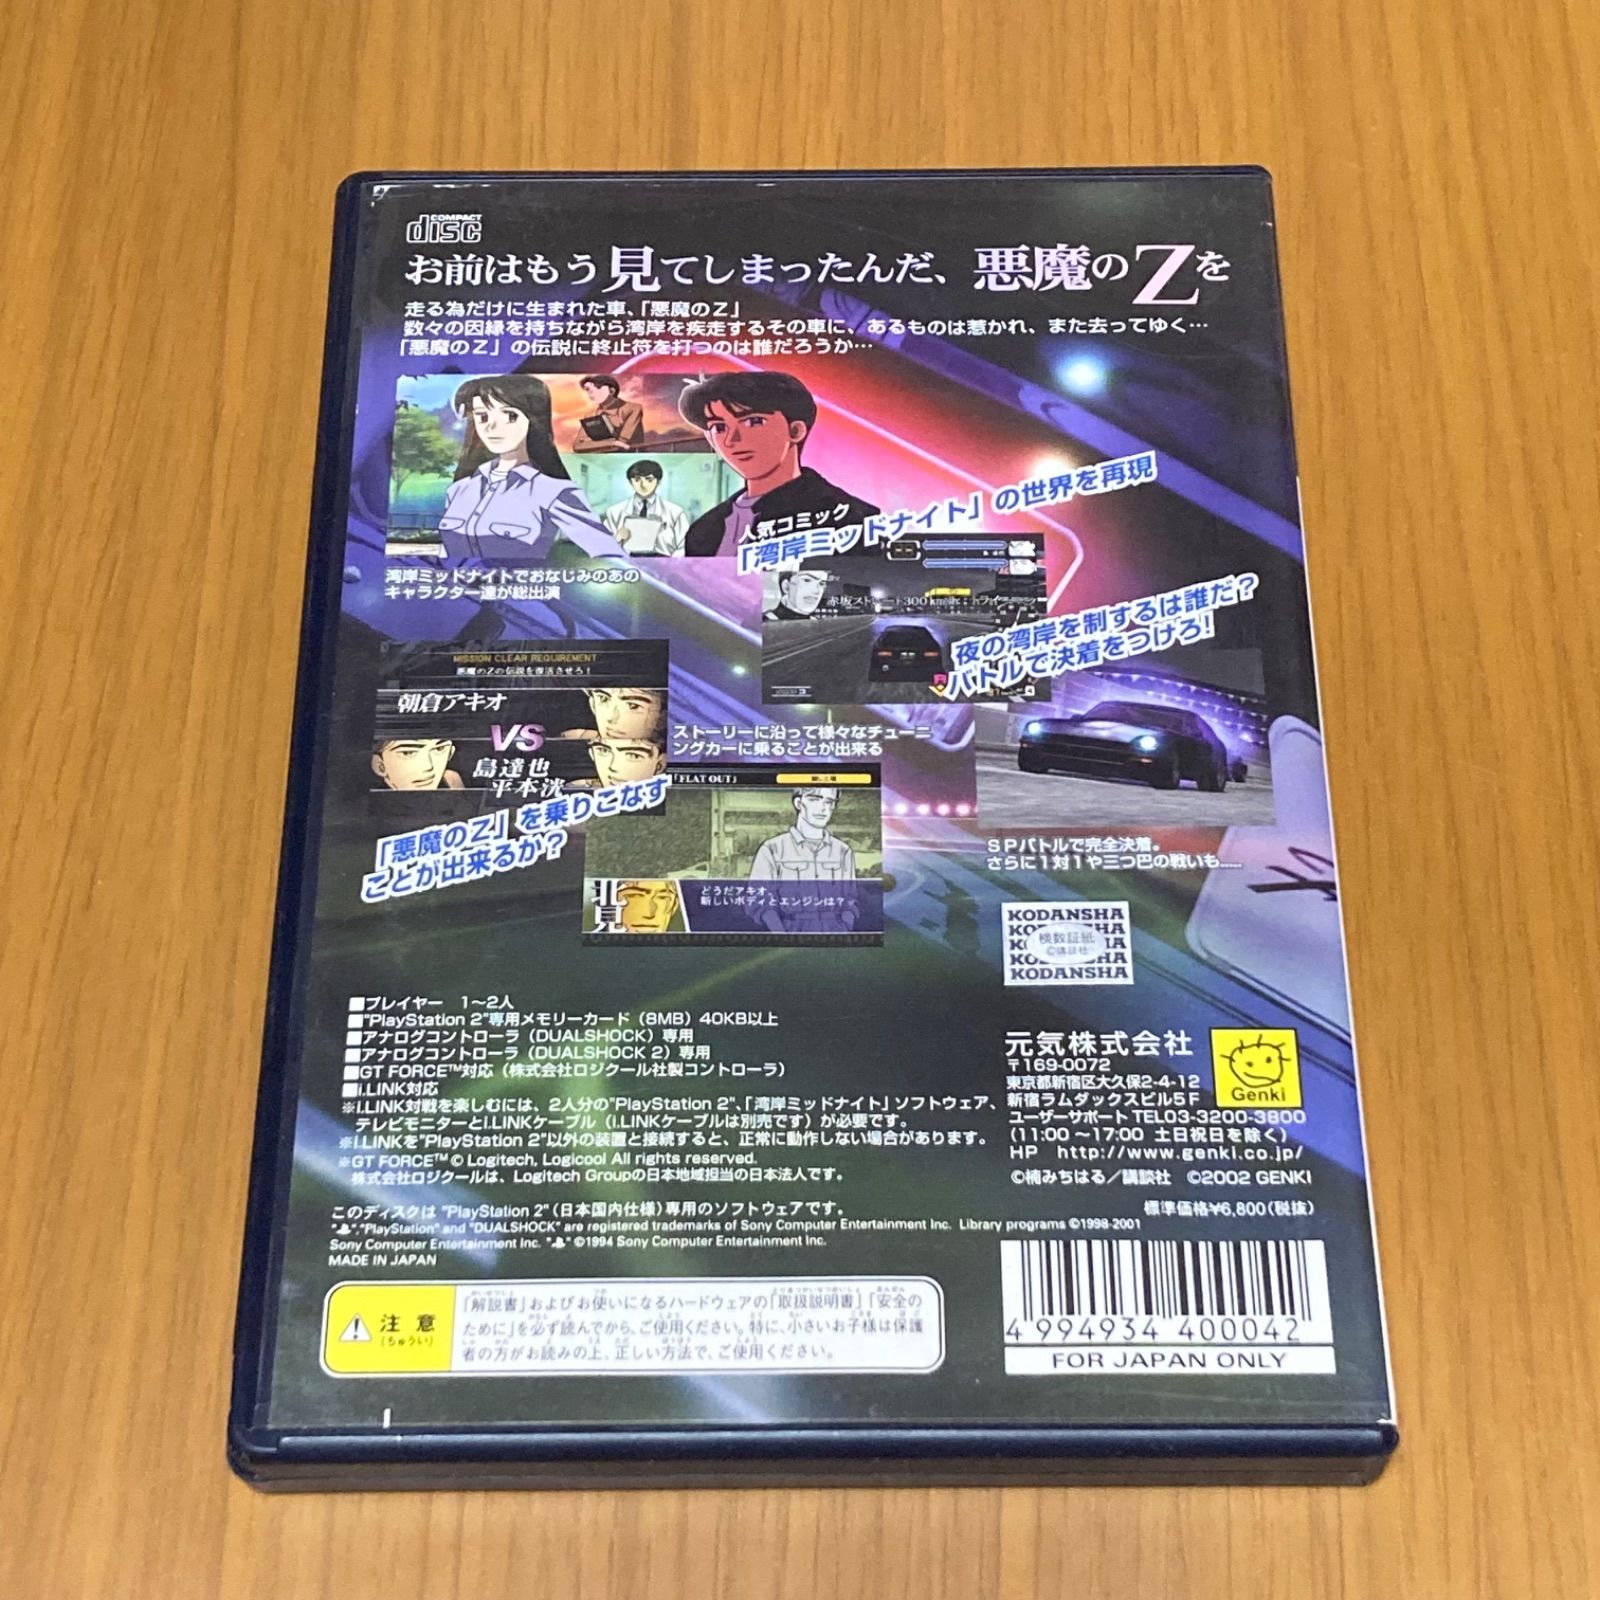 COMPACT
disc
お前はもう見てしまったんだ、悪魔のZを
走る為だけに生まれた車、「悪魔のZ」
数々の因縁を持ちながら湾岸を疾走するその車に、あるものは惹かれ、また去ってゆく…
「悪魔のZ」の伝説に終止符を打つのは誰だろうか…
人気コミック
「湾岸ミッドナイト」の世界を再現
湾岸ミッドナイトでおなじみのあの
キャラクター達が総出演
夜の湾岸を制するは誰だ?
バトルで決着をつけろ!
MISSION CLEAR REQUIREMENT
悪魔のZの伝説を復活させろ!
朝倉アキオ
VS
島達也
平本洸
ストーリーに沿って様々なチューニ
ングカーに乗ることが出来る
「FLAT OUT」
「悪魔のZ」を乗りこなす
ことが出来るか?
北見
どうだアキオ。
新しいボディとエンジンは?
SPバトルで完全決着。
さらに1対1や三つ巴の戦いも……
KODANSHA
KODANSHA
検数証紙
©講談社
KODANSHA
■プレイヤー 1〜2人
■"PlayStation 2"専用メモリーカード(8MB)40KB以上
■アナログコントローラ(DUALSHOCK)専用
■アナログコントローラ(DUALSHOCK 2)専用
■GT FORCE™対応(株式会社ロジクール社製コントローラ)
■i.LINK対応
※i.LINK対戦を楽しむには、2人分の"PlayStation 2"、「湾岸ミッドナイト」ソフトウェア、
テレビモニターとi.LINKケーブル(i.LINKケーブルは別売です)が必要です。
※i.LINKを"PlayStation 2"以外の装置と接続すると、正常に動作しない場合があります。
※GT FORCE™ © Logitech, Logicool All rights reserved.
株式会社ロジクールは、Logitech Groupの日本地域担当の日本法人です。
元気株式会社
Genki
〒169-0072
東京都新宿区大久保2-4-12
新宿ラムダックスビル5F
ユーザーサポート TEL03-3200-3800
(11:00〜17:00 土日祝日を除く)
HP http://www.genki.co.jp/
©楠みちはる/講談社 ©2002 GENKI
標準価格¥6,800(税抜)
このディスクは"PlayStation 2"(日本国内仕様)専用のソフトウェアです。
" ", "PlayStation" and "DUALSHOCK" are registered trademarks of Sony Computer Entertainment Inc. Library programs ©1998-2001
Sony Computer Entertainment Inc. " " ©1994 Sony Computer Entertainment Inc.
MADE IN JAPAN
注意
(ちゅうい)
「解説書」およびお使いになるハードウェアの「取扱説明書」「安全の
ために」を必ず読んでから、ご使用ください。特に、小さいお子様は保護
者の方がお読みの上、正しい方法で、ご使用ください。
4 994934 400042
FOR JAPAN ONLY